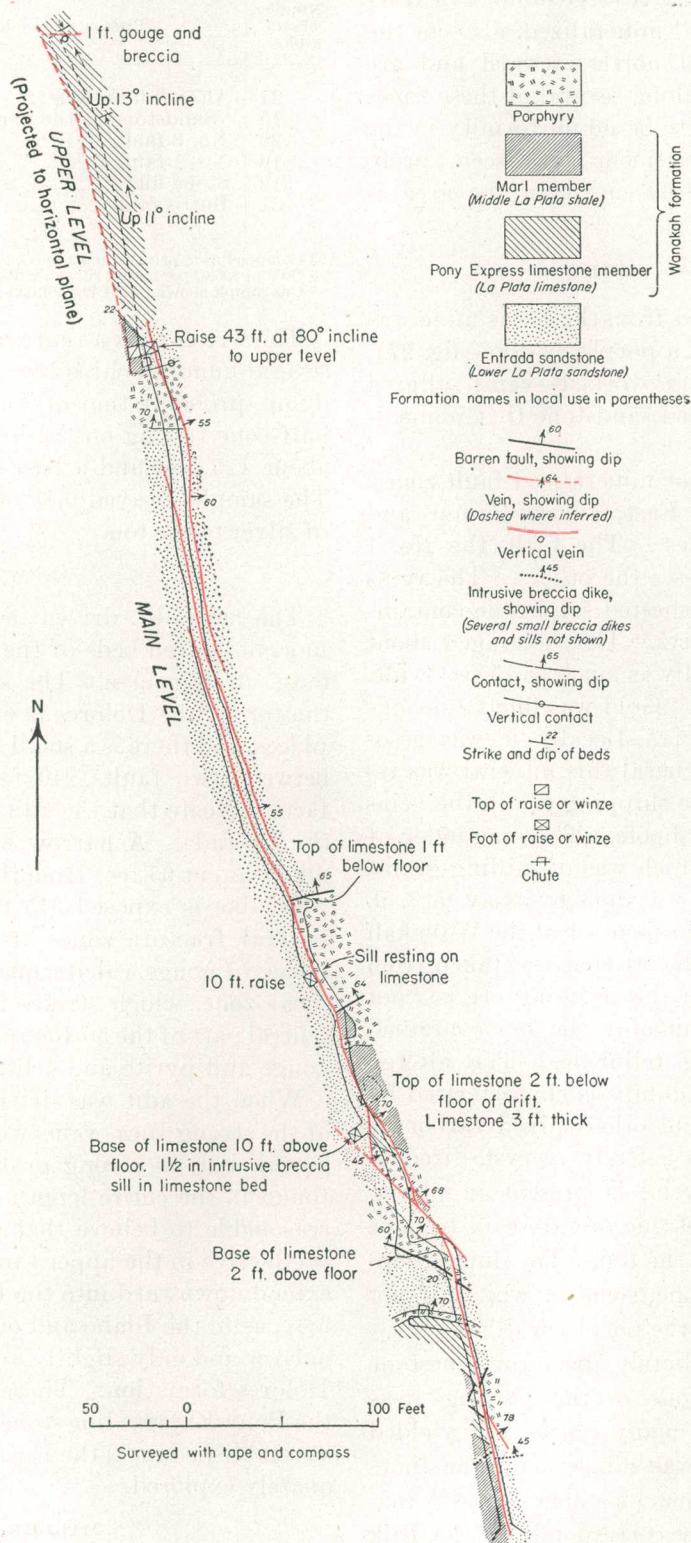 1 ft. gouge and
breccia
Up 13° incline
UPPER LEVEL
(Projected to horizontal plane)
Up 11° incline
22
Raise 43 ft. at 80° incline
to upper level
70
55
60
MAIN LEVEL
N
55
Top of limestone 1 ft
below floor
65
Sill resting on
limestone
10 ft. raise
64
Top of limestone 2 ft. below
floor of drift.
Limestone 3 ft. thick
70
Base of limestone 10 ft. above
floor. 1½ in intrusive breccia
sill in limestone bed
45
68
60
70
Base of limestone
2 ft. above floor
20
70
78
45
50 0 100 Feet
Surveyed with tape and compass
Porphyry
Marl member
(Middle La Plata shale)
Pony Express limestone member
(La Plata limestone)
Wanakah formation
Entrada sandstone
(Lower La Plata sandstone)
Formation names in local use in parentheses
60
Barren fault, showing dip
64
Vein, showing dip
(Dashed where inferred)
Vertical vein
45
Intrusive breccia dike,
showing dip
(Several small breccia dikes
and sills not shown)
65
Contact, showing dip
Vertical contact
22
Strike and dip of beds
Top of raise or winze
Foot of raise or winze
Chute